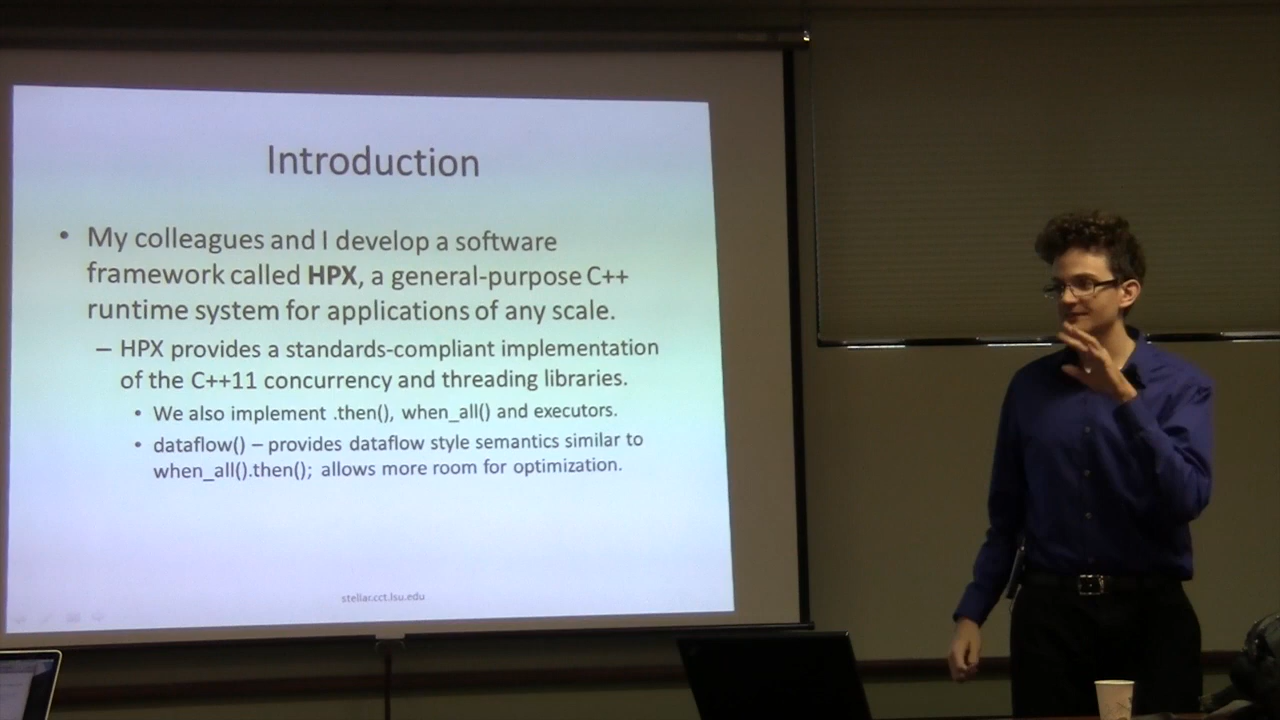 Introduction
• My colleagues and I develop a software
framework called HPX, a general-purpose C++
runtime system for applications of any scale.
– HPX provides a standards-compliant implementation
of the C++11 concurrency and threading libraries.
• We also implement .then(), when_all() and executors.
• dataflow() – provides dataflow style semantics similar to
when_all().then(); allows more room for optimization.
stellar.cct.lsu.edu